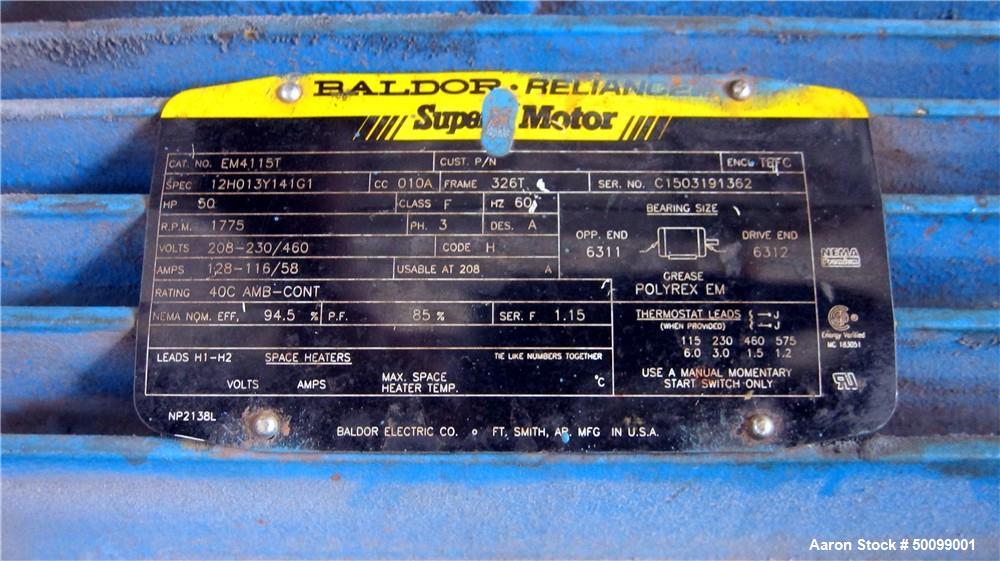 BALDOR • RELIANCE
Super Motor
CAT. NO. EM4115T CUST. P/N ENCL. TEFC
SPEC 12H013Y141G1 CC 010A FRAME 326T SER. NO. C1503191362
HP 50 CLASS F HZ 60
R.P.M. 1775 PH. 3 DES. A
VOLTS 208-230/460 CODE H
AMPS 128-116/58 USABLE AT 208 A
RATING 40C AMB-CONT
NEMA NOM. EFF, 94.5 % P.F. 85 % SER. F 1.15
LEADS H1-H2 SPACE HEATERS TIE LIKE NUMBERS TOGETHER
VOLTS AMPS MAX. SPACE HEATER TEMP. °C
BEARING SIZE
OPP. END DRIVE END
6311 6312
GREASE
POLYREX EM
THERMOSTAT LEADS J
(WHEN PROVIDED) J
115 230 460 575
6.0 3.0 1.5 1.2
USE A MANUAL MOMENTARY
START SWITCH ONLY
NEMA
Premium
Energy Verified
MC 183051
NP2138L
BALDOR ELECTRIC CO. FT. SMITH, AR. MFG IN U.S.A.
Aaron Stock # 50099001